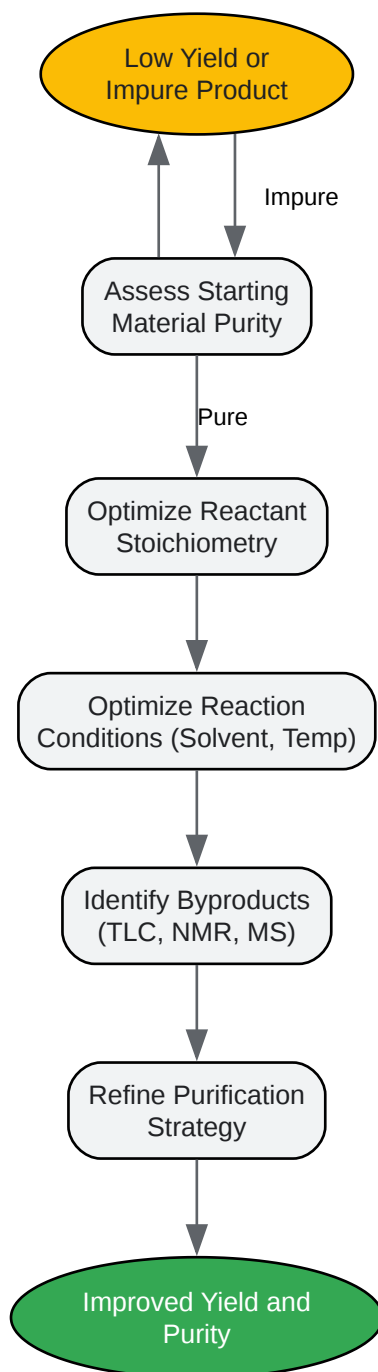 Low Yield or
Impure Product
Impure
Assess Starting
Material Purity
Pure
Optimize Reactant
Stoichiometry
Optimize Reaction
Conditions (Solvent, Temp)
Identify Byproducts
(TLC, NMR, MS)
Refine Purification
Strategy
Improved Yield and
Purity